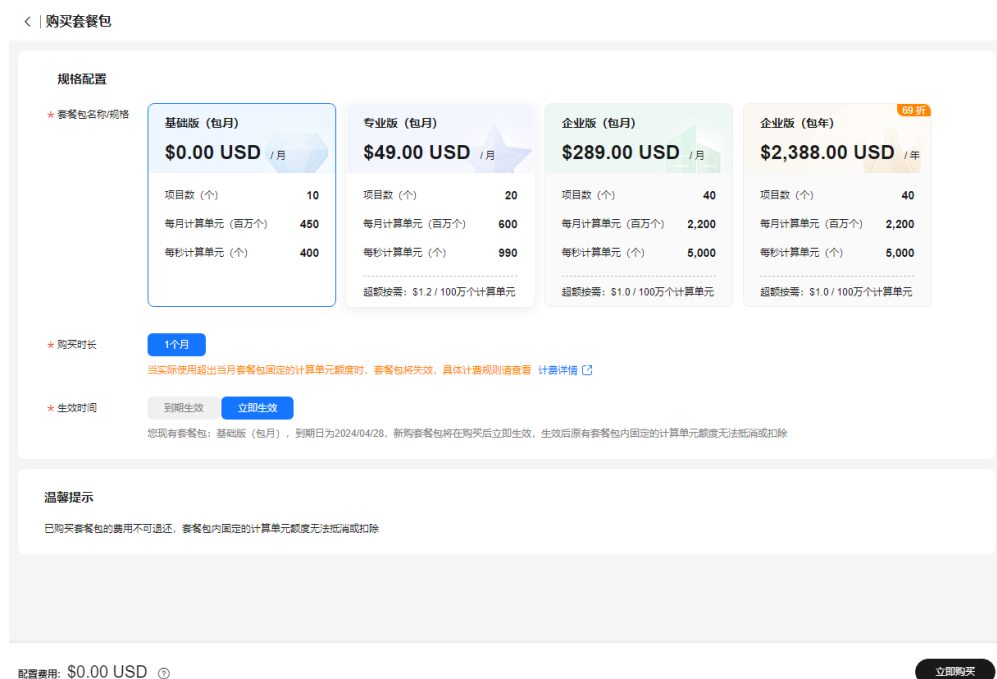 购买套餐包
规格配置
* 套餐包名称/规格
基础版（包月）
$0.00 USD /月
项目数（个） 10
每月计算单元（百万个） 450
每秒计算单元（个） 400
专业版（包月）
$49.00 USD /月
项目数（个） 20
每月计算单元（百万个） 600
每秒计算单元（个） 990
超额按需：$1.2 / 100万个计算单元
企业版（包月）
$289.00 USD /月
项目数（个） 40
每月计算单元（百万个） 2,200
每秒计算单元（个） 5,000
超额按需：$1.0 / 100万个计算单元
69 折
企业版（包年）
$2,388.00 USD /年
项目数（个） 40
每月计算单元（百万个） 2,200
每秒计算单元（个） 5,000
超额按需：$1.0 / 100万个计算单元
* 购买时长
1个月
当实际使用超出当月套餐包固定的计算单元额度时，套餐包将失效，具体计费规则请查看 计费详情
* 生效时间
到期生效 立即生效
您现有套餐包：基础版（包月），到期日为2024/04/28，新购套餐包将在购买后立即生效，生效后原有套餐包内固定的计算单元额度无法抵消或扣除
温馨提示
已购买套餐包的费用不可退还，套餐包内固定的计算单元额度无法抵消或扣除
配置费用: $0.00 USD ?
立即购买